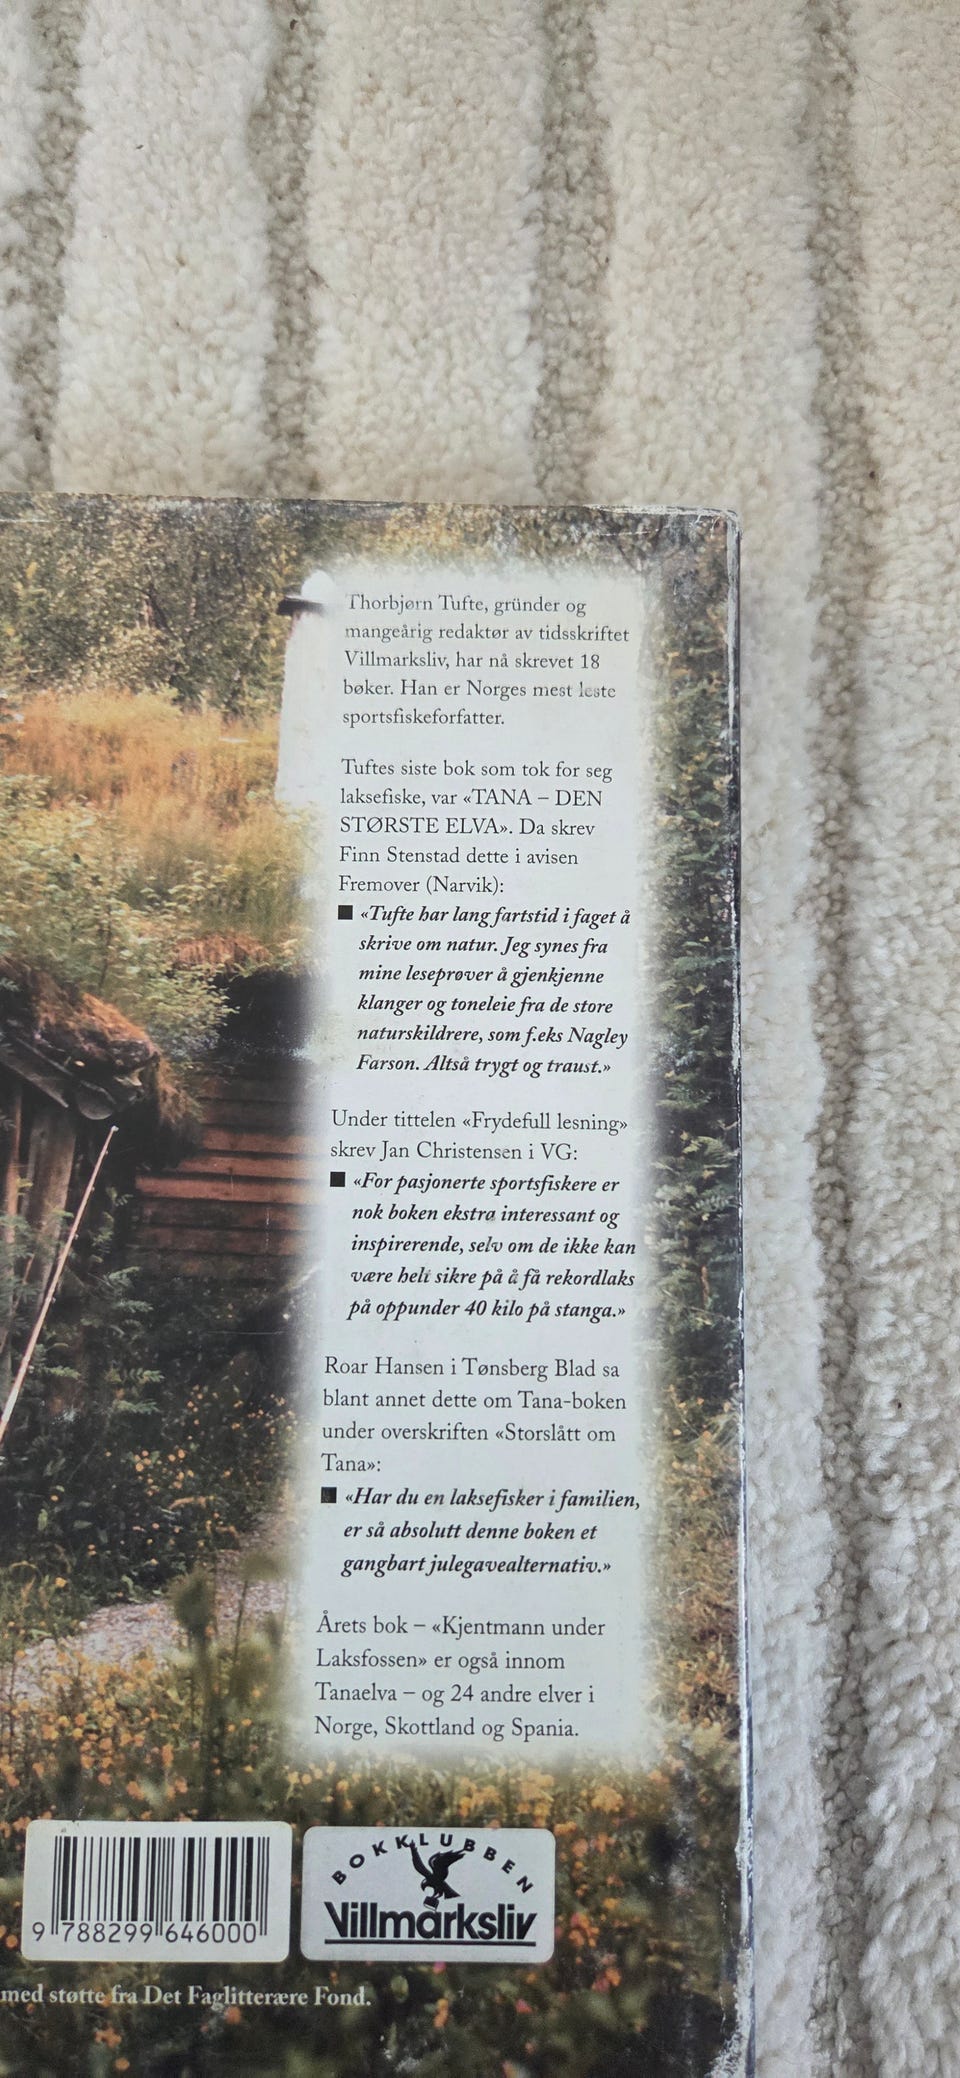 Thorbjørn Tufte, gründer og
mangeårig redaktør av tidsskriftet
Villmarksliv, har nå skrevet 18
bøker. Han er Norges mest leste
sportsfiskeforfatter.
Tuftes siste bok som tok for seg
laksefiske, var «TANA – DEN
STØRSTE ELVA». Da skrev
Finn Stenstad dette i avisen
Fremover (Narvik):
■ «Tufte har lang fartstid i faget å
skrive om natur. Jeg synes fra
mine leseprøver å gjenkjenne
klanger og toneleie fra de store
naturskildrere, som f.eks Nagley
Farson. Altså trygt og traust.»
Under tittelen «Frydefull lesning»
skrev Jan Christensen i VG:
■ «For pasjonerte sportsfiskere er
nok boken ekstra interessant og
inspirerende, selv om de ikke kan
være helt sikre på å få rekordlaks
på oppunder 40 kilo på stanga.»
Roar Hansen i Tønsberg Blad sa
blant annet dette om Tana-boken
under overskriften «Storslått om
Tana»:
■ «Har du en laksefisker i familien,
er så absolutt denne boken et
gangbart julegavealternativ.»
Årets bok – «Kjentmann under
Laksfossen» er også innom
Tanaelva – og 24 andre elver i
Norge, Skottland og Spania.
9 788299 646000
BOKKLUBBEN
Villmarksliv
med støtte fra Det Faglitterære Fond.